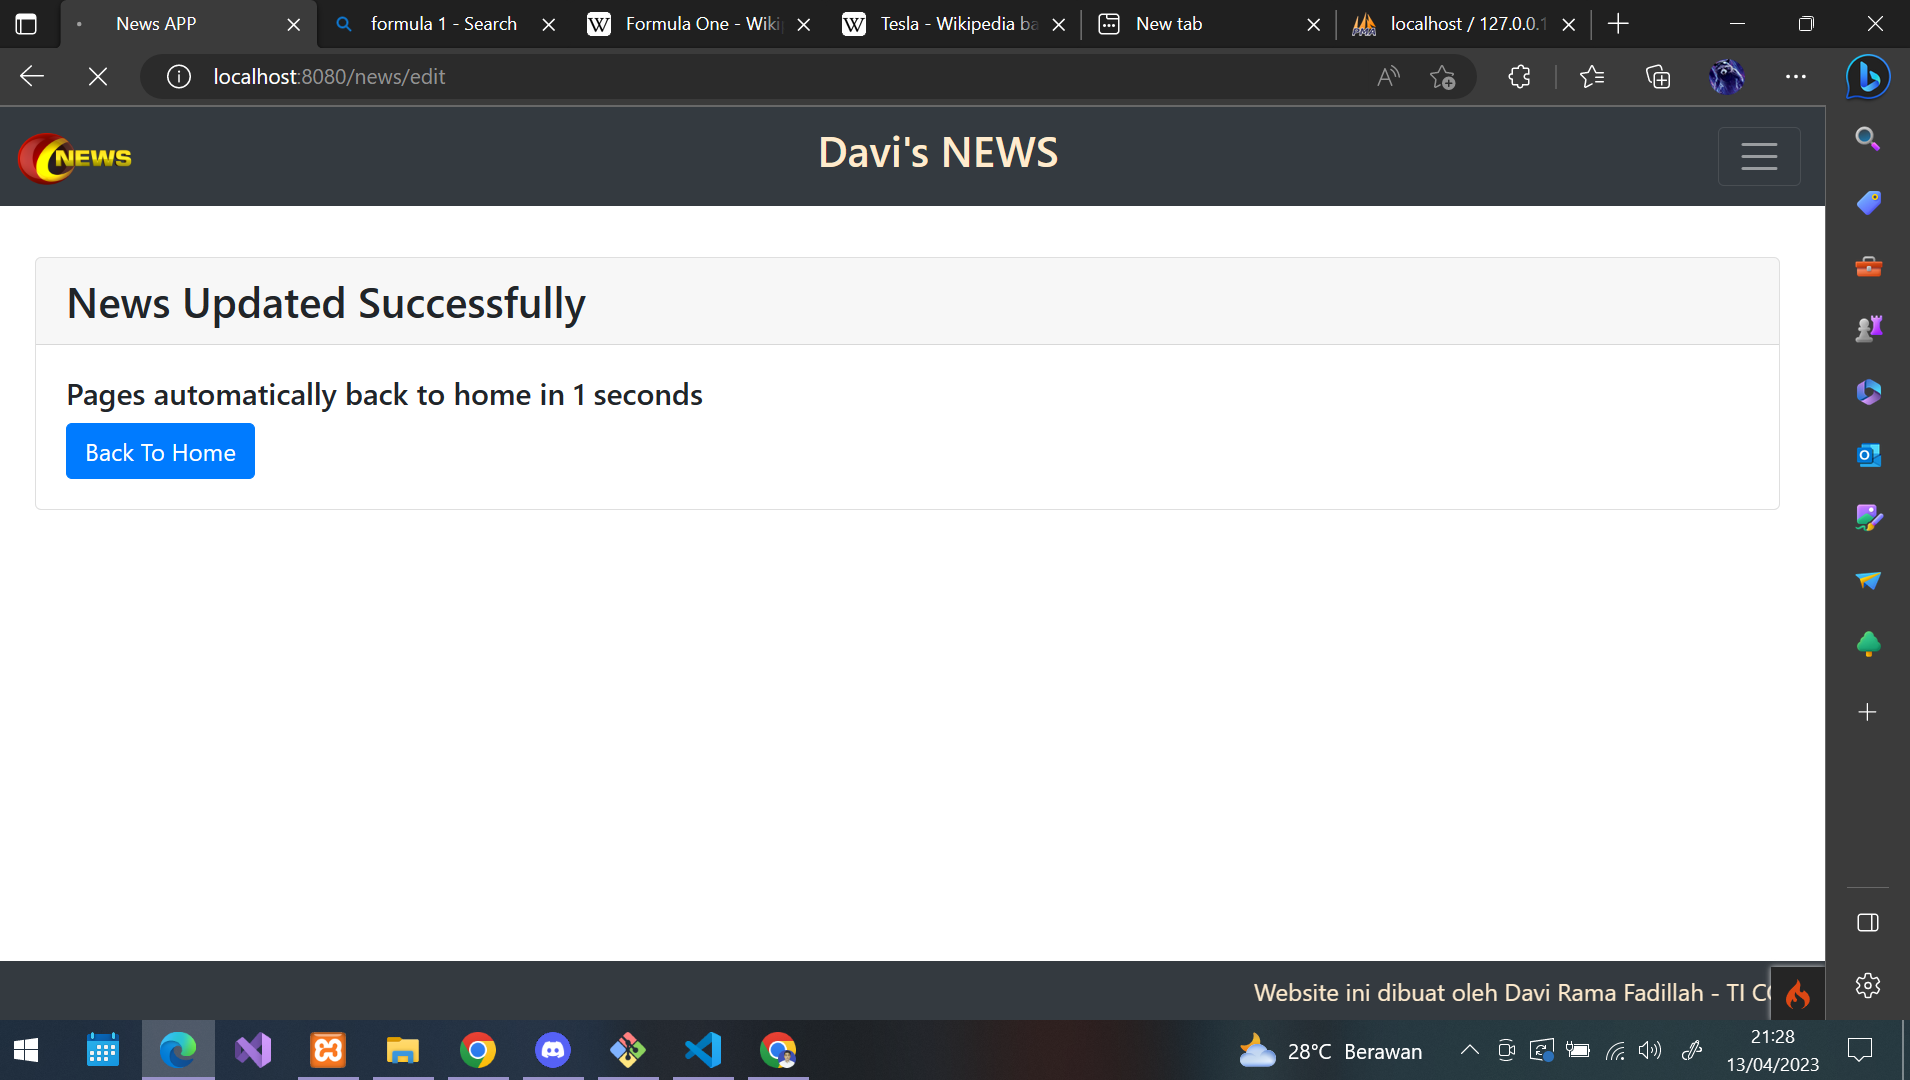 News APP
formula 1 - Search
Formula One - Wiki
Tesla - Wikipedia ba
New tab
localhost / 127.0.0.1
localhost:8080/news/edit
NEWS
Davi's NEWS
News Updated Successfully
Pages automatically back to home in 1 seconds
Back To Home
Website ini dibuat oleh Davi Rama Fadillah - TI
28°C Berawan
21:28
13/04/2023